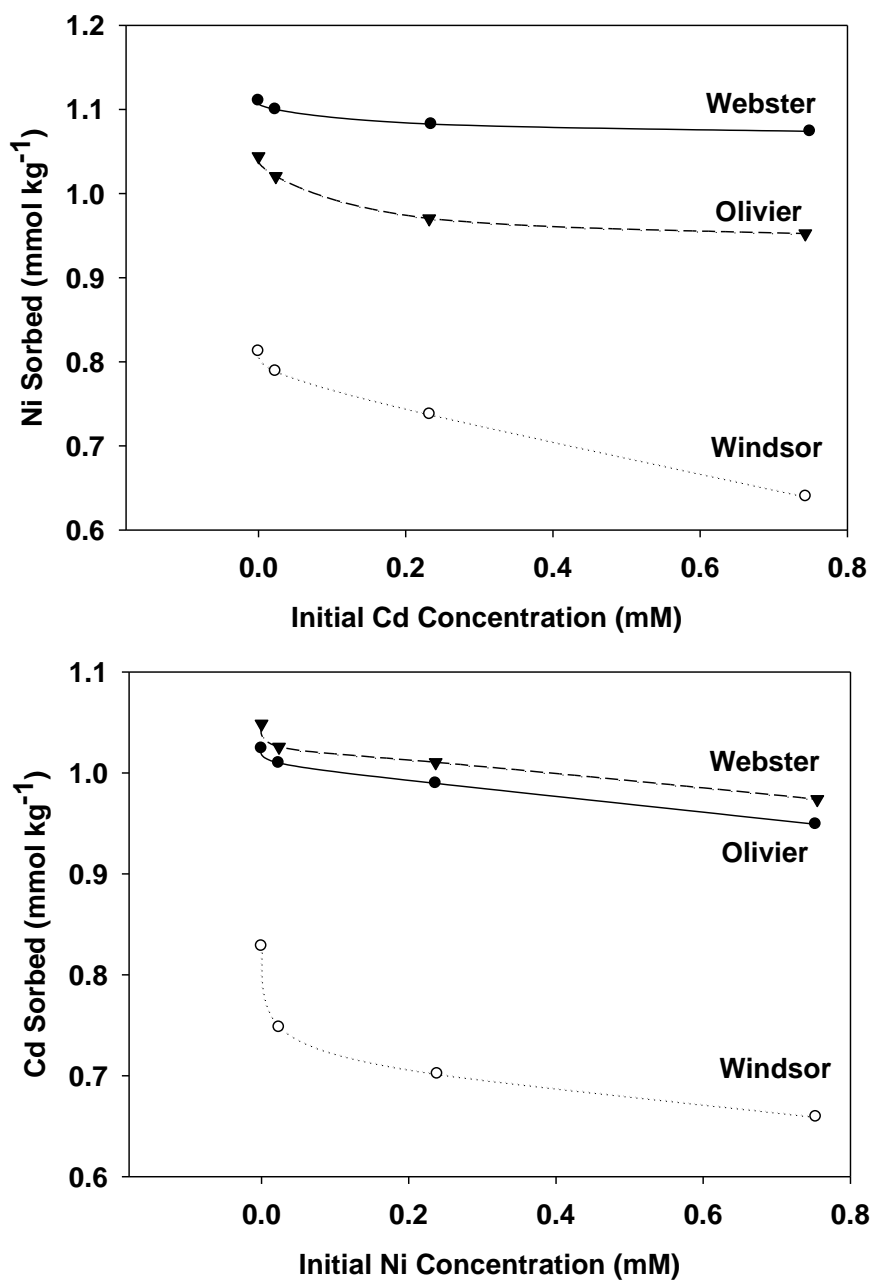 1.2
Webster
1.1
1.0
Olivier
0.9
0.8
0.7
Windsor
0.6
Ni Sorbed (mmol kg-1)
0.0 0.2 0.4 0.6 0.8
Initial Cd Concentration (mM)
1.1
Webster
1.0
Olivier
0.9
0.8
0.7
Windsor
0.6
Cd Sorbed (mmol kg-1)
0.0 0.2 0.4 0.6 0.8
Initial Ni Concentration (mM)